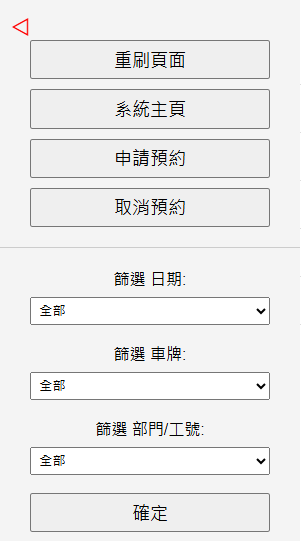 重刷頁面
系統主頁
申請預約
取消預約
篩選 日期:
全部
篩選 車牌:
全部
篩選 部門/工號:
全部
確定